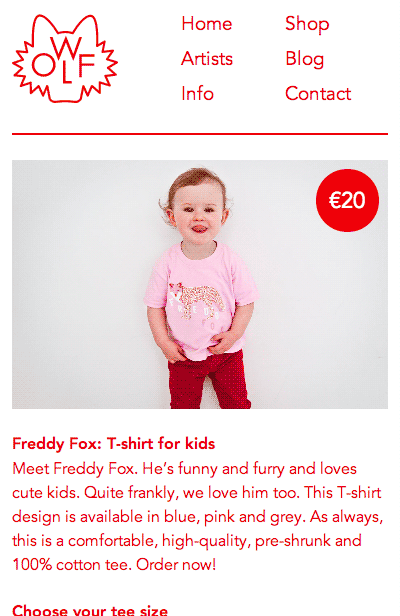 WOLF
Home Shop
Artists Blog
Info Contact
€20
Freddy Fox: T-shirt for kids
Meet Freddy Fox. He's funny and furry and loves
cute kids. Quite frankly, we love him too. This T-shirt
design is available in blue, pink and grey. As always,
this is a comfortable, high-quality, pre-shrunk and
100% cotton tee. Order now!
Choose your tee size